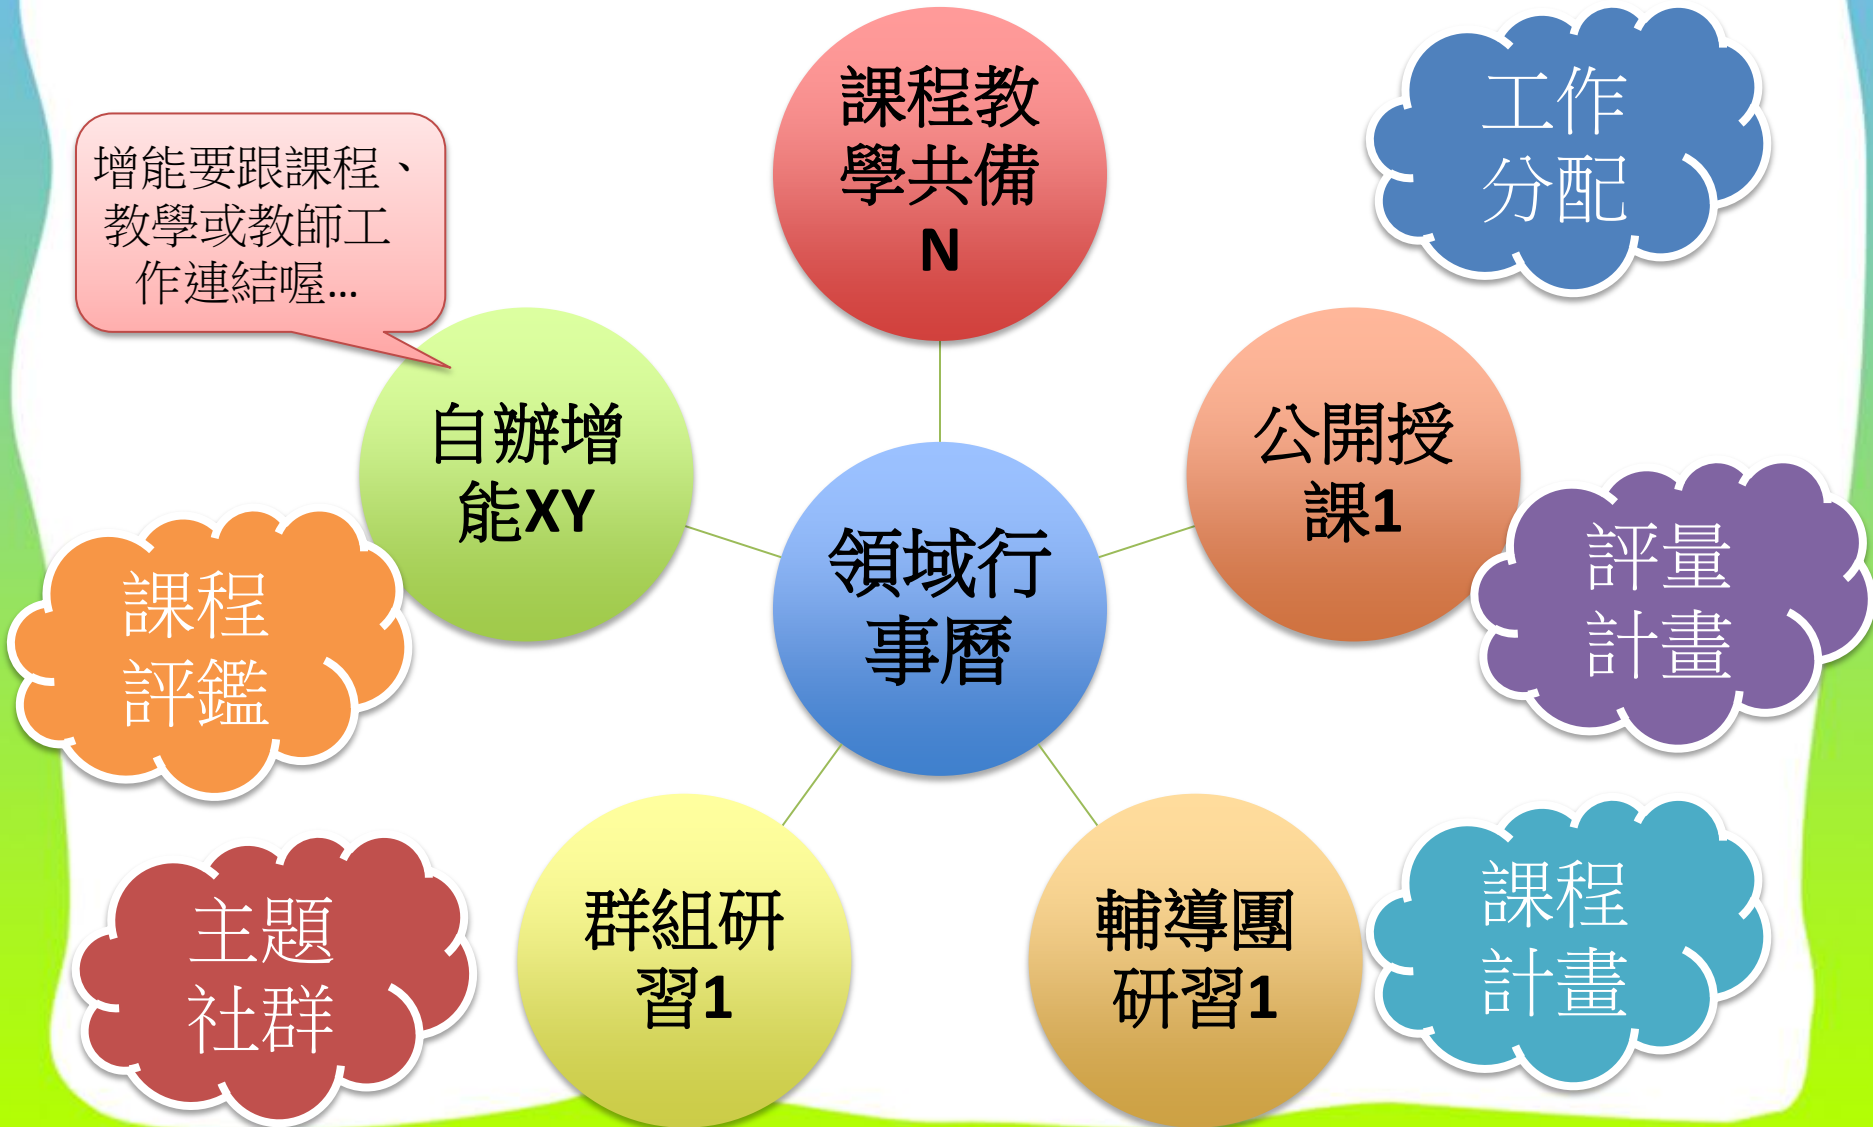 課程教
學共備
N
工作
分配
增能要跟課程、
教學或教師工
作連結喔...
自辦增
能XY
公開授
課1
領域行
事曆
評量
計畫
課程
評鑑
群組研
習1
輔導團
研習1
課程
計畫
主題
社群